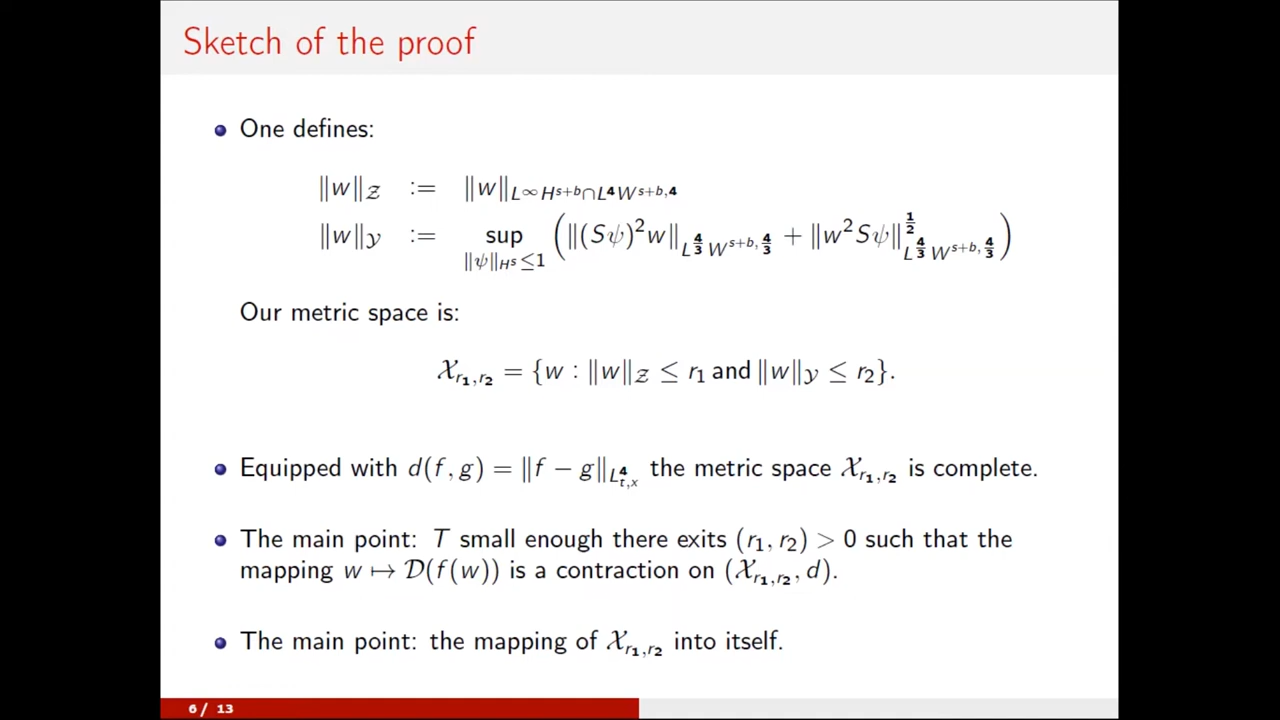 Sketch of the proof
One defines:
‖w‖_𝒵 := ‖w‖_{L^∞ H^{s+b} ∩ L^4 W^{s+b,4}}
‖w‖_𝒴 := sup_{‖ψ‖_{H^s} ≤ 1} ( ‖(Sψ)^2 w‖_{L^{4/3} W^{s+b,4/3}} + ‖w^2 Sψ‖^{1/2}_{L^{4/3} W^{s+b,4/3}} )
Our metric space is:
𝒳_{r_1,r_2} = {w : ‖w‖_𝒵 ≤ r_1 and ‖w‖_𝒴 ≤ r_2}.
Equipped with d(f, g) = ‖f − g‖_{L^4_{t,x}} the metric space 𝒳_{r_1,r_2} is complete.
The main point: T small enough there exits (r_1, r_2) > 0 such that the
mapping w ↦ 𝒟(f(w)) is a contraction on (𝒳_{r_1,r_2}, d).
The main point: the mapping of 𝒳_{r_1,r_2} into itself.
6 / 13